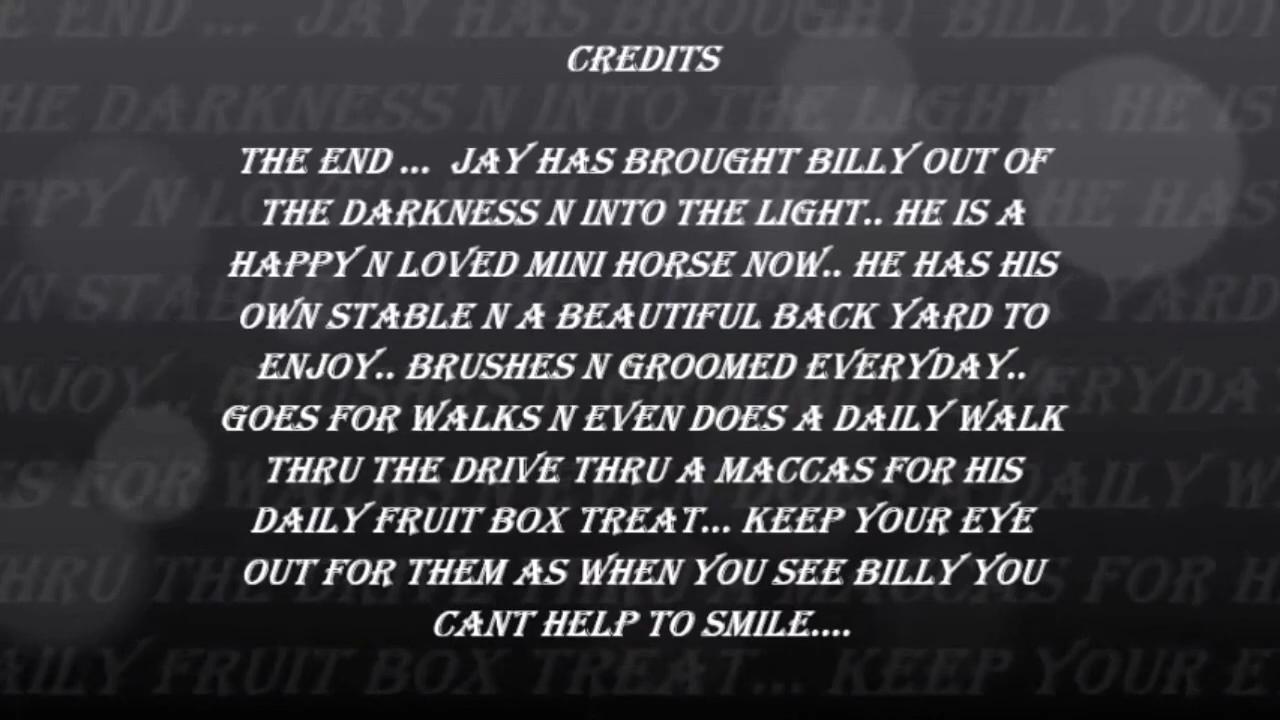 CREDITS
THE END ... JAY HAS BROUGHT BILLY OUT OF
THE DARKNESS N INTO THE LIGHT.. HE IS A
HAPPY N LOVED MINI HORSE NOW.. HE HAS HIS
OWN STABLE N A BEAUTIFUL BACK YARD TO
ENJOY.. BRUSHES N GROOMED EVERYDAY..
GOES FOR WALKS N EVEN DOES A DAILY WALK
THRU THE DRIVE THRU A MACCAS FOR HIS
DAILY FRUIT BOX TREAT... KEEP YOUR EYE
OUT FOR THEM AS WHEN YOU SEE BILLY YOU
CANT HELP TO SMILE....